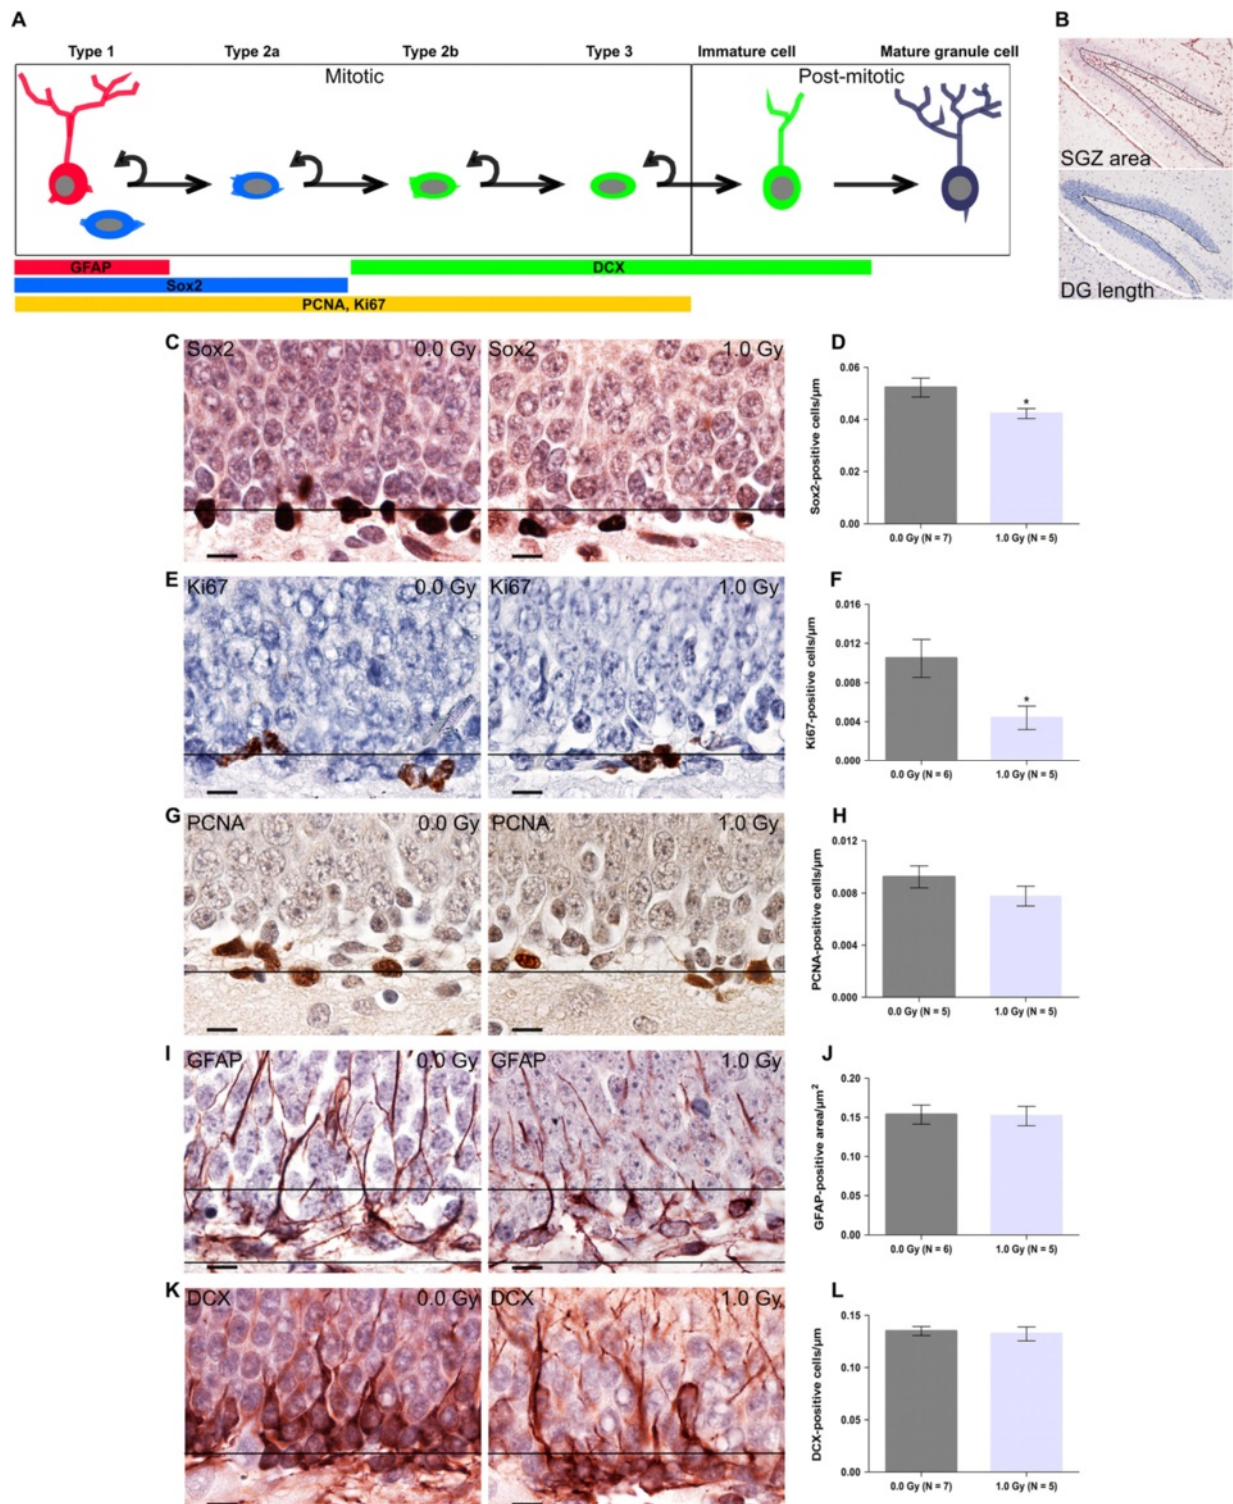 A
B
Type 1
Type 2a
Type 2b
Type 3
Immature cell
Mature granule cell
Mitotic
Post-mitotic
SGZ area
DG length
GFAP
DCX
Sox2
PCNA, Ki67
C
Sox2
0.0 Gy
Sox2
1.0 Gy
D
Sox2-positive cells/µm
0.06
0.04
0.02
0.00
0.0 Gy (N = 7)
1.0 Gy (N = 5)
*
E
Ki67
0.0 Gy
Ki67
1.0 Gy
F
Ki67-positive cells/µm
0.016
0.012
0.008
0.004
0.000
0.0 Gy (N = 6)
1.0 Gy (N = 5)
*
G
PCNA
0.0 Gy
PCNA
1.0 Gy
H
PCNA-positive cells/µm
0.012
0.008
0.004
0.000
0.0 Gy (N = 5)
1.0 Gy (N = 5)
I
GFAP
0.0 Gy
GFAP
1.0 Gy
J
GFAP-positive area/µm²
0.20
0.15
0.10
0.05
0.00
0.0 Gy (N = 6)
1.0 Gy (N = 5)
K
DCX
0.0 Gy
DCX
1.0 Gy
L
DCX-positive cells/µm
0.15
0.10
0.05
0.00
0.0 Gy (N = 7)
1.0 Gy (N = 5)